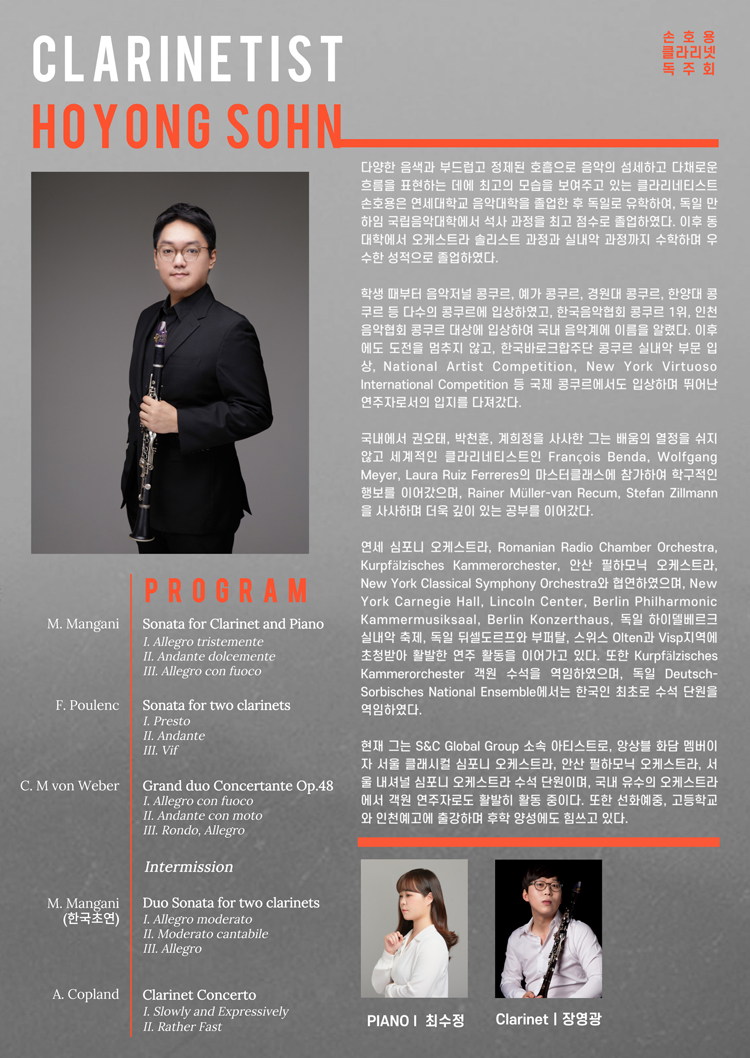 CLARINETIST
HOYONG SOHN
손 호 용
클라리넷
독 주 회
다양한 음색과 부드럽고 정제된 호흡으로 음악의 섬세하고 다채로운
흐름을 표현하는 데에 최고의 모습을 보여주고 있는 클라리네티스트
손호용은 연세대학교 음악대학을 졸업한 후 독일로 유학하여, 독일 만
하임 국립음악대학에서 석사 과정을 최고 점수로 졸업하였다. 이후 동
대학에서 오케스트라 솔리스트 과정과 실내악 과정까지 수학하며 우
수한 성적으로 졸업하였다.
학생 때부터 음악저널 콩쿠르, 예가 콩쿠르, 경원대 콩쿠르, 한양대 콩
쿠르 등 다수의 콩쿠르에 입상하였고, 한국음악협회 콩쿠르 1위, 인천
음악협회 콩쿠르 대상에 입상하여 국내 음악계에 이름을 알렸다. 이후
에도 도전을 멈추지 않고, 한국바로크합주단 콩쿠르 실내악 부문 입
상, National Artist Competition, New York Virtuoso
International Competition 등 국제 콩쿠르에서도 입상하며 뛰어난
연주자로서의 입지를 다져갔다.
국내에서 권오태, 박천훈, 계희정을 사사한 그는 배움의 열정을 쉬지
않고 세계적인 클라리네티스트인 François Benda, Wolfgang
Meyer, Laura Ruiz Ferreres의 마스터클래스에 참가하여 학구적인
행보를 이어갔으며, Rainer Müller-van Recum, Stefan Zillmann
을 사사하며 더욱 깊이 있는 공부를 이어갔다.
연세 심포니 오케스트라, Romanian Radio Chamber Orchestra,
Kurpfälzisches Kammerorchester, 안산 필하모닉 오케스트라,
New York Classical Symphony Orchestra와 협연하였으며, New
York Carnegie Hall, Lincoln Center, Berlin Philharmonic
Kammermusiksaal, Berlin Konzerthaus, 독일 하이델베르크
실내악 축제, 독일 뒤셀도르프와 부퍼탈, 스위스 Olten과 Visp지역에
초청받아 활발한 연주 활동을 이어가고 있다. 또한 Kurpfälzisches
Kammerorchester 객원 수석을 역임하였으며, 독일 Deutsch-
Sorbisches National Ensemble에서는 한국인 최초로 수석 단원을
역임하였다.
현재 그는 S&C Global Group 소속 아티스트로, 앙상블 화담 멤버이
자 서울 클래시컬 심포니 오케스트라, 안산 필하모닉 오케스트라, 서
울 내셔널 심포니 오케스트라 수석 단원이며, 국내 유수의 오케스트라
에서 객원 연주자로도 활발히 활동 중이다. 또한 선화예중, 고등학교
와 인천예고에 출강하며 후학 양성에도 힘쓰고 있다.
PROGRAM
M. Mangani Sonata for Clarinet and Piano
I. Allegro tristemente
II. Andante dolcemente
III. Allegro con fuoco
F. Poulenc Sonata for two clarinets
I. Presto
II. Andante
III. Vif
C. M von Weber Grand duo Concertante Op.48
I. Allegro con fuoco
II. Andante con moto
III. Rondo, Allegro
Intermission
M. Mangani Duo Sonata for two clarinets
(한국초연) I. Allegro moderato
II. Moderato cantabile
III. Allegro
A. Copland Clarinet Concerto
I. Slowly and Expressively
II. Rather Fast
PIANO | 최수정
Clarinet | 장영광